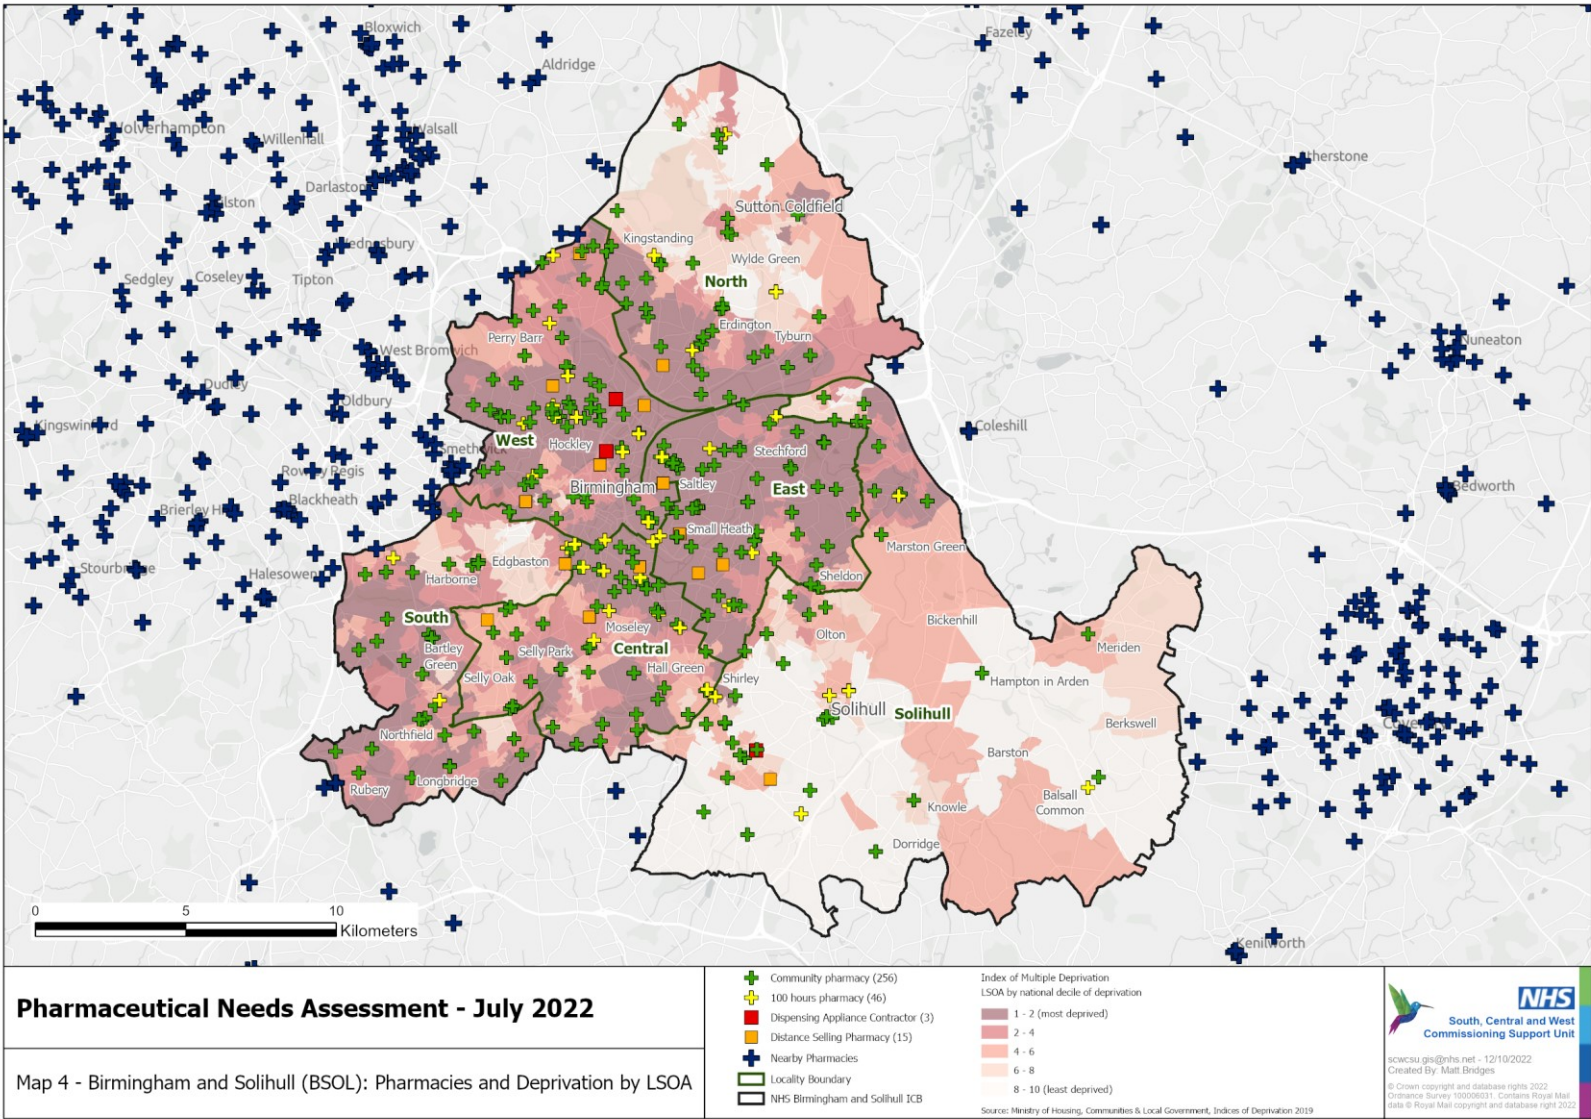 Bloxwich
Fazeley
Aldridge
Wolverhampton
Walsall
Willenhall
Darlaston
Sutton Coldfield
Kingstanding
Wednesbury
Wylde Green
Sedgley
Coseley
Tipton
North
Erdington
Tyburn
Perry Barr
Nuneaton
West Bromwich
Dudley
Oldbury
Kingswinford
Coleshill
West
Hockley
Smethwick
Stechford
Rowley Regis
Birmingham
Saltley
East
Bedworth
Blackheath
Brierley H
Small Heath
Marston Green
Edgbaston
Stourbridge
Halesowen
Harborne
Sheldon
South
Moseley
Bickenhill
Olton
Bartley
Green
Selly Park
Central
Meriden
Selly Oak
Hall Green
Shirley
Hampton in Arden
Solihull
Solihull
Berkswell
Northfield
Barston
Rubery
Longbridge
Balsall
Common
Knowle
Dorridge
Kenilworth
0 5 10
Kilometers
Pharmaceutical Needs Assessment - July 2022
Map 4 - Birmingham and Solihull (BSOL): Pharmacies and Deprivation by LSOA
Community pharmacy (256)
100 hours pharmacy (46)
Dispensing Appliance Contractor (3)
Distance Selling Pharmacy (15)
Nearby Pharmacies
Locality Boundary
NHS Birmingham and Solihull ICB
Index of Multiple Deprivation
LSOA by national decile of deprivation
1 - 2 (most deprived)
2 - 4
4 - 6
6 - 8
8 - 10 (least deprived)
Source: Ministry of Housing, Communities & Local Government, Indices of Deprivation 2019
NHS
South, Central and West
Commissioning Support Unit
scwcsu.gis@nhs.net - 12/10/2022
Created By: Matt Bridges
© Crown copyright and database rights 2022
Ordnance Survey 100006031. Contains Royal Mail
data © Royal Mail copyright and database right 2022